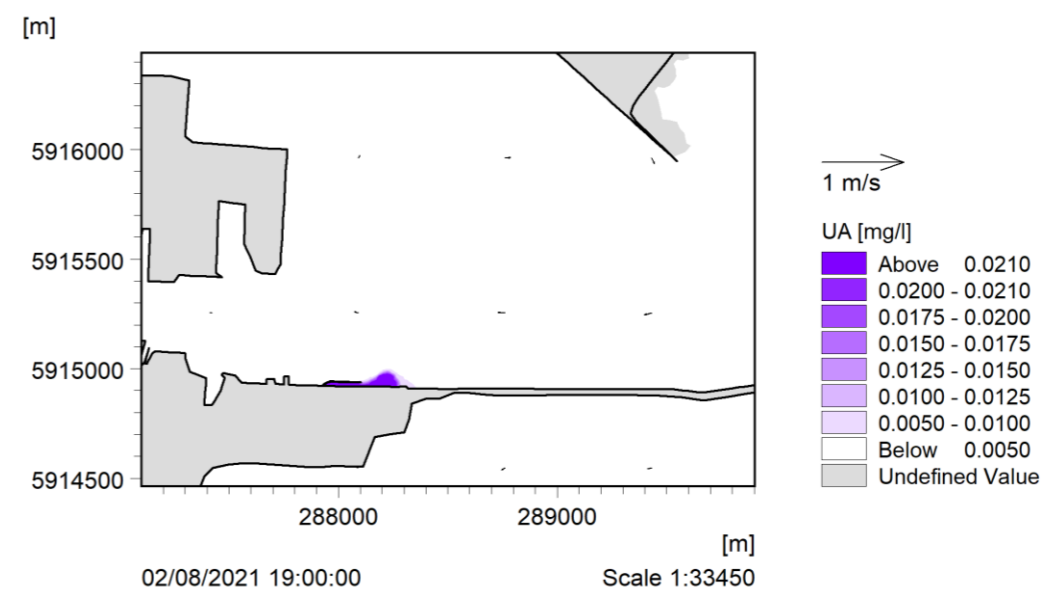 [m]
5916000
5915500
5915000
5914500
288000
289000
[m]
02/08/2021 19:00:00
Scale 1:33450
1 m/s
UA [mg/l]
Above 0.0210
0.0200 - 0.0210
0.0175 - 0.0200
0.0150 - 0.0175
0.0125 - 0.0150
0.0100 - 0.0125
0.0050 - 0.0100
Below 0.0050
Undefined Value